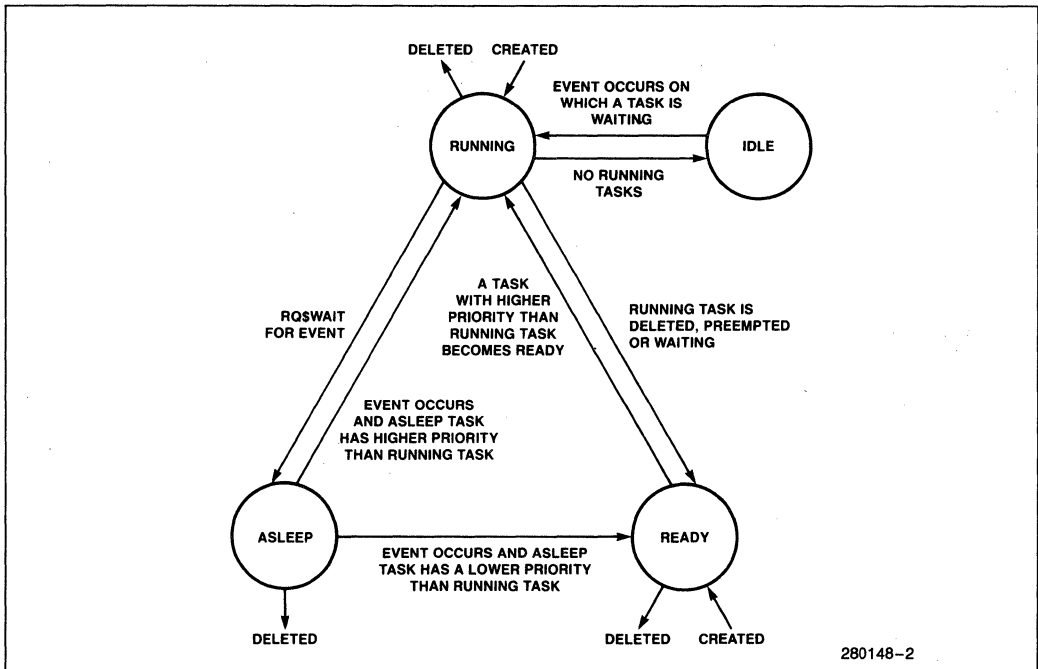 DELETED
CREATED
EVENT OCCURS ON
WHICH A TASK IS
WAITING
RUNNING
IDLE
NO RUNNING
TASKS
RQ$WAIT
FOR EVENT
A TASK
WITH HIGHER
PRIORITY THAN
RUNNING TASK
BECOMES READY
RUNNING TASK IS
DELETED, PREEMPTED
OR WAITING
EVENT OCCURS
AND ASLEEP TASK
HAS HIGHER PRIORITY
THAN RUNNING TASK
ASLEEP
READY
EVENT OCCURS AND ASLEEP
TASK HAS A LOWER PRIORITY
THAN RUNNING TASK
DELETED
DELETED
CREATED
280148-2